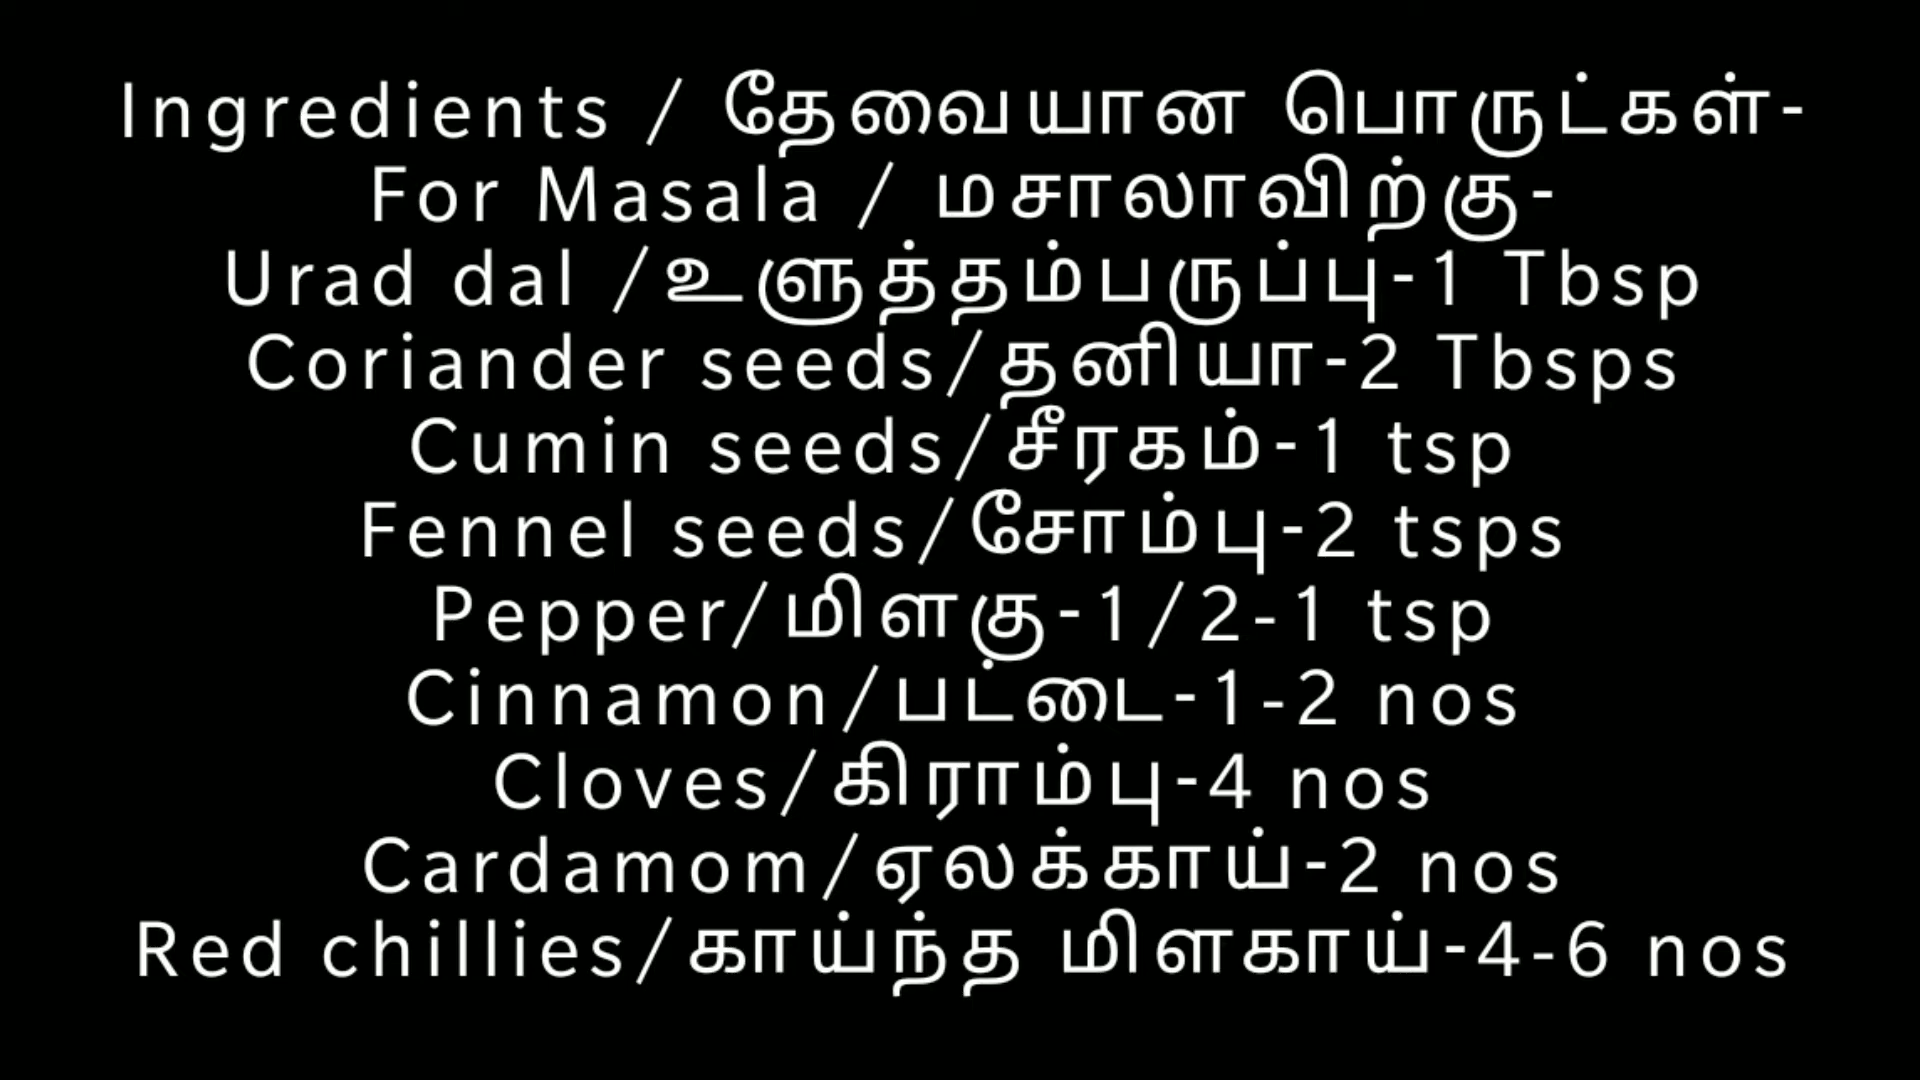 Ingredients / தேவையான பொருட்கள்-
For Masala / மசாலாவிற்கு-
Urad dal /உளுத்தம்பருப்பு-1 Tbsp
Coriander seeds/தனியா-2 Tbsps
Cumin seeds/சீரகம்-1 tsp
Fennel seeds/சோம்பு-2 tsps
Pepper/மிளகு-1/2-1 tsp
Cinnamon/பட்டை-1-2 nos
Cloves/கிராம்பு-4 nos
Cardamom/ஏலக்காய்-2 nos
Red chillies/காய்ந்த மிளகாய்-4-6 nos